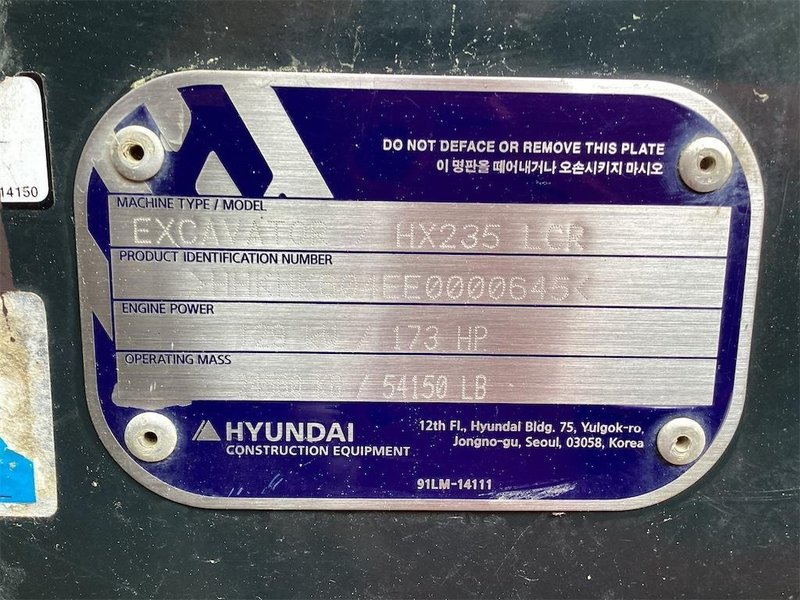 DO NOT DEFACE OR REMOVE THIS PLATE
이 명판을 떼어내거나 오손시키지 마시오
14150
MACHINE TYPE / MODEL
EXCAVATOR / HX235 LCR
PRODUCT IDENTIFICATION NUMBER
ENGINE POWER
/ 173 HP
OPERATING MASS
/ 54150 LB
HYUNDAI
CONSTRUCTION EQUIPMENT
12th Fl., Hyundai Bldg. 75, Yulgok-ro,
Jongno-gu, Seoul, 03058, Korea
91LM-14111